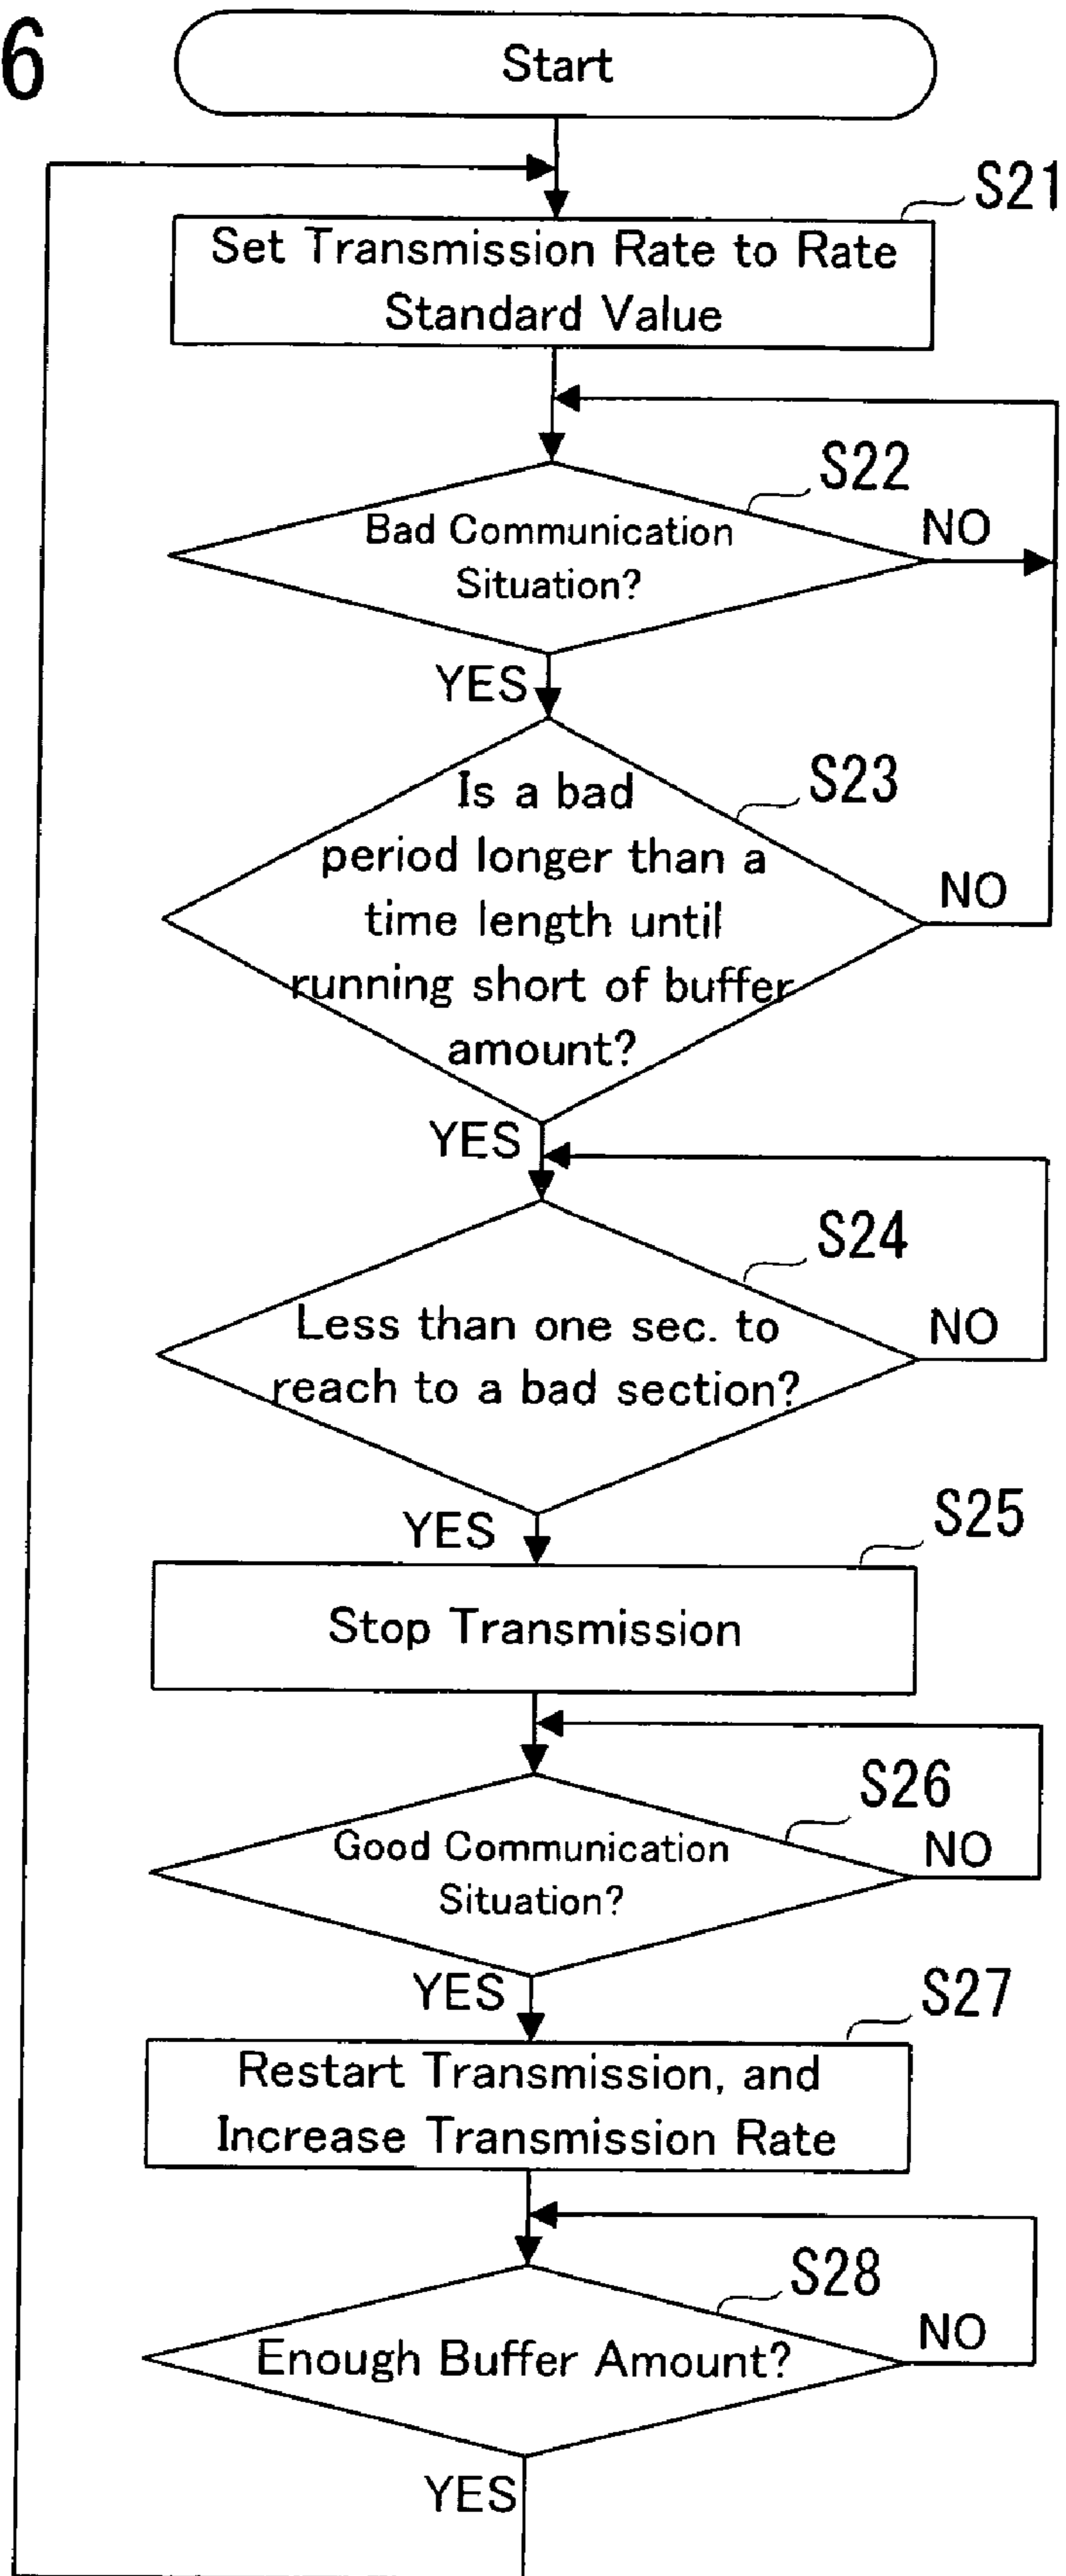 6
Start
S21
Set Transmission Rate to Rate
Standard Value
S22
Bad Communication
Situation?
NO
YES
S23
Is a bad
period longer than a
time length until
running short of buffer
amount?
NO
YES
S24
Less than one sec. to
reach to a bad section?
NO
YES
S25
Stop Transmission
S26
Good Communication
Situation?
NO
YES
S27
Restart Transmission, and
Increase Transmission Rate
S28
Enough Buffer Amount?
NO
YES